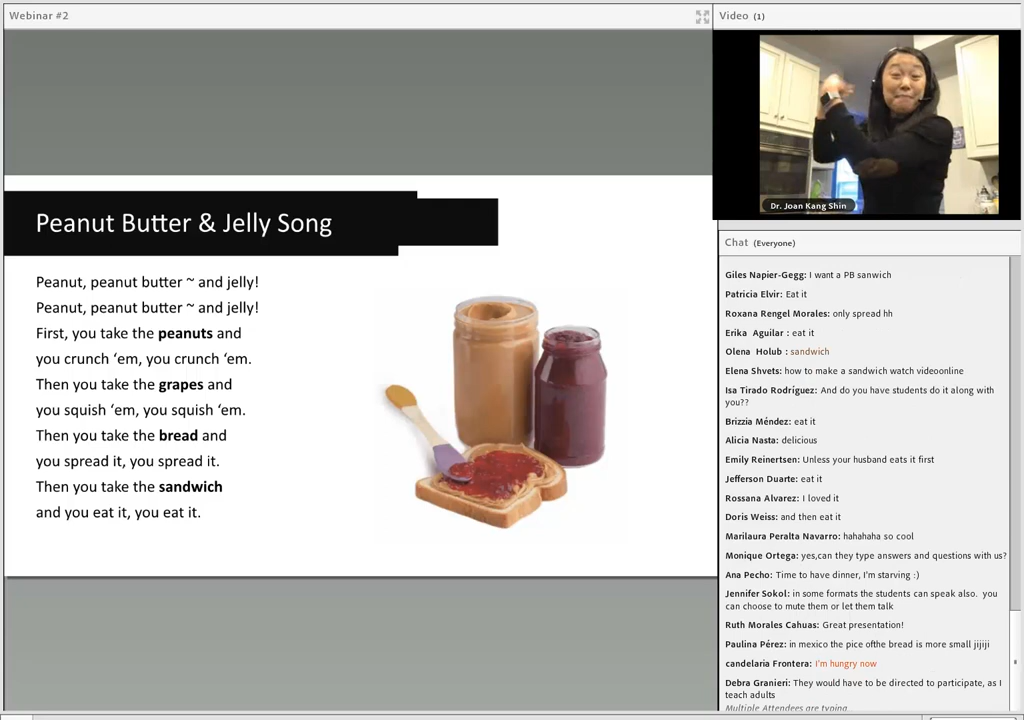 Webinar #2
Peanut Butter & Jelly Song
Peanut, peanut butter ~ and jelly!
Peanut, peanut butter ~ and jelly!
First, you take the peanuts and
you crunch ‘em, you crunch ‘em.
Then you take the grapes and
you squish ‘em, you squish ‘em.
Then you take the bread and
you spread it, you spread it.
Then you take the sandwich
and you eat it, you eat it.
Video (1)
Dr. Joan Kang Shin
Chat (Everyone)
Giles Napier-Gegg: I want a PB sanwich
Patricia Elvir: Eat it
Roxana Rengel Morales: only spread hh
Erika Aguilar : eat it
Olena Holub : sandwich
Elena Shvets: how to make a sandwich watch videoonline
Isa Tirado Rodríguez: And do you have students do it along with
you??
Brizzia Méndez: eat it
Alicia Nasta: delicious
Emily Reinertsen: Unless your husband eats it first
Jefferson Duarte: eat it
Rossana Alvarez: I loved it
Doris Weiss: and then eat it
Marilaura Peralta Navarro: hahahaha so cool
Monique Ortega: yes,can they type answers and questions with us?
Ana Pecho: Time to have dinner, I'm starving :)
Jennifer Sokol: in some formats the students can speak also. you
can choose to mute them or let them talk
Ruth Morales Cahuas: Great presentation!
Paulina Pérez: in mexico the pice ofthe bread is more small jijiji
candelaria Frontera: I'm hungry now
Debra Granieri: They would have to be directed to participate, as I
teach adults
Multiple Attendees are typing